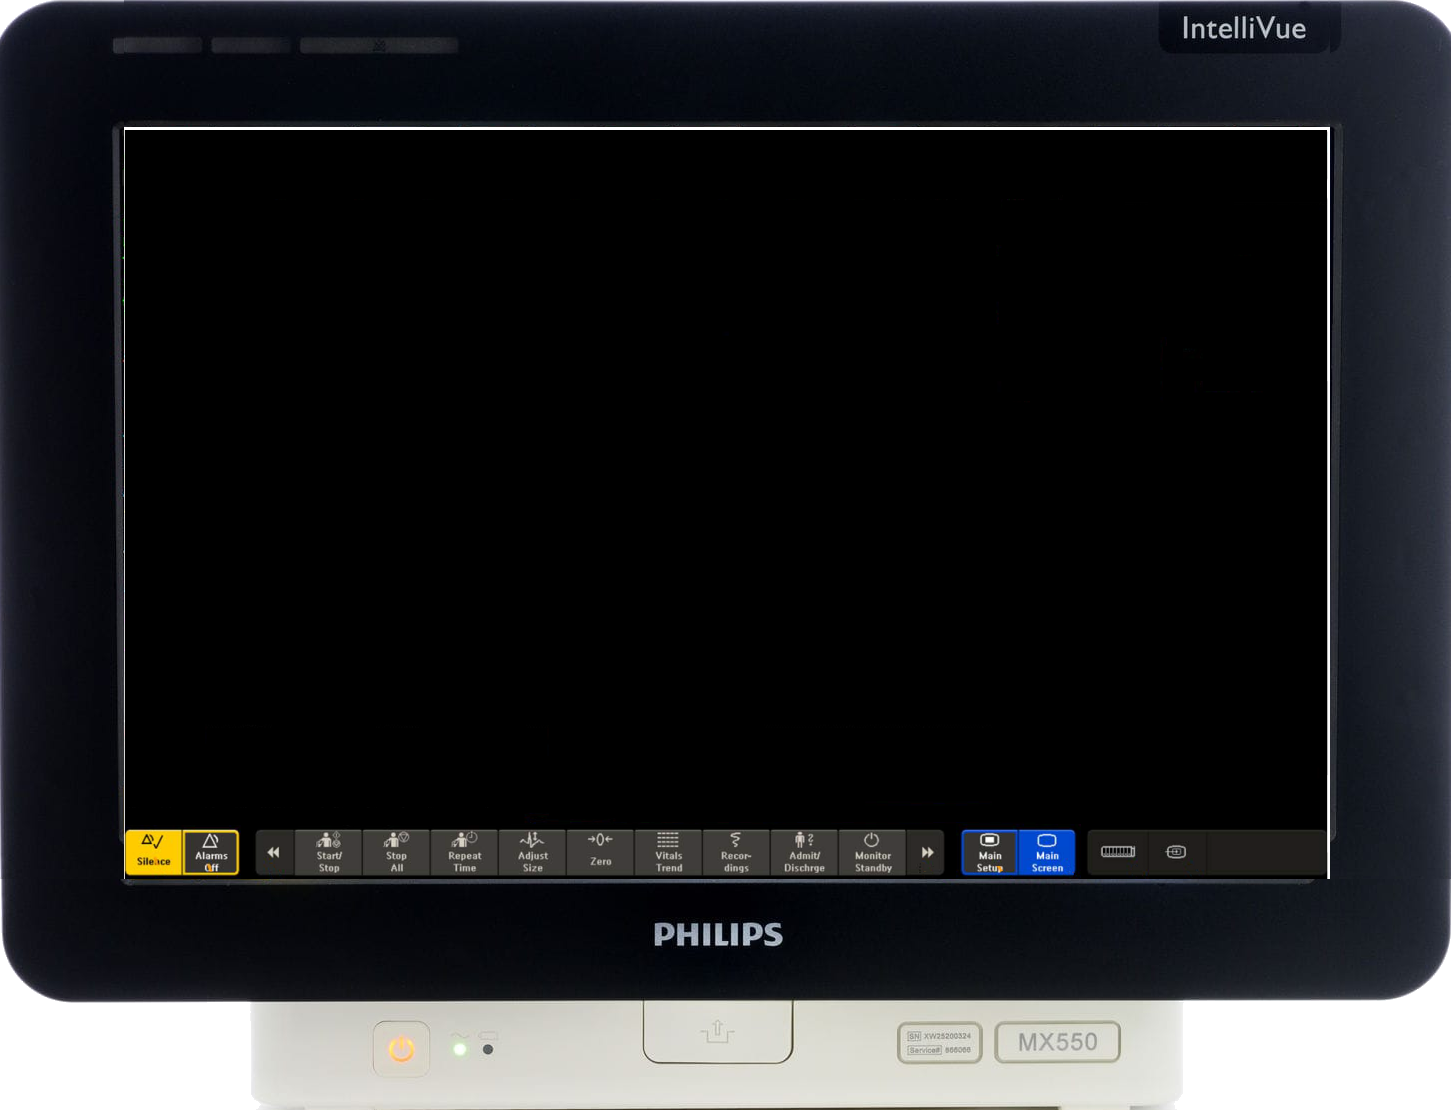 IntelliVue
Silence
Alarms
Off
Start/
Stop
Stop
All
Repeat
Time
Adjust
Size
Zero
Vitals
Trend
Recor-
dings
Admit/
Dischrge
Monitor
Standby
Main
Setup
Main
Screen
PHILIPS
SN XW25200324
Service# 866066
MX550